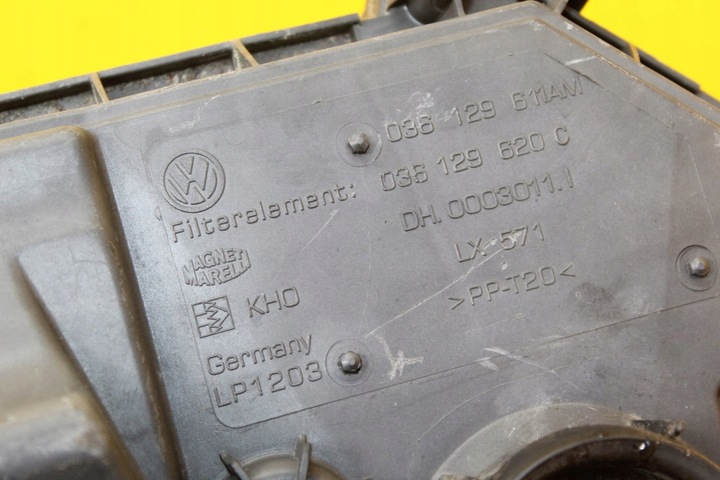 036 129 611AM
Filterelement: 036 129 620 C
DH. 0003011.1
LX 571
>PP-T20<
MAGNETI
MARELLI
KHO
Germany
LP1203